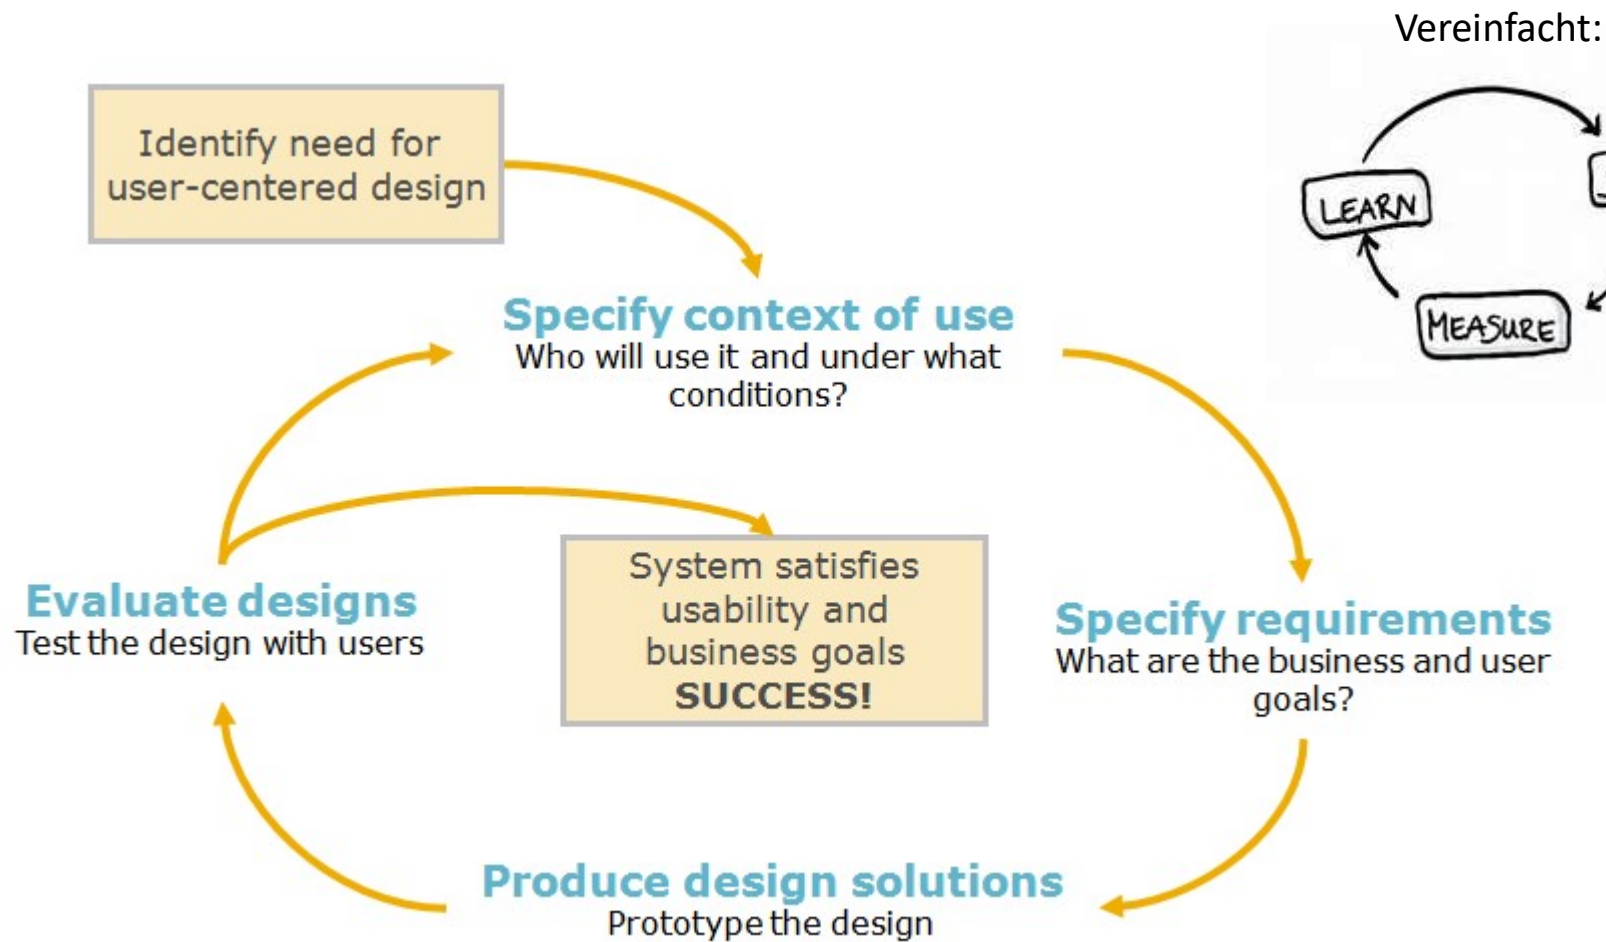 Vereinfacht:
Identify need for
user-centered design
LEARN
MEASURE
Specify context of use
Who will use it and under what
conditions?
System satisfies
usability and
business goals
SUCCESS!
Evaluate designs
Test the design with users
Specify requirements
What are the business and user
goals?
Produce design solutions
Prototype the design